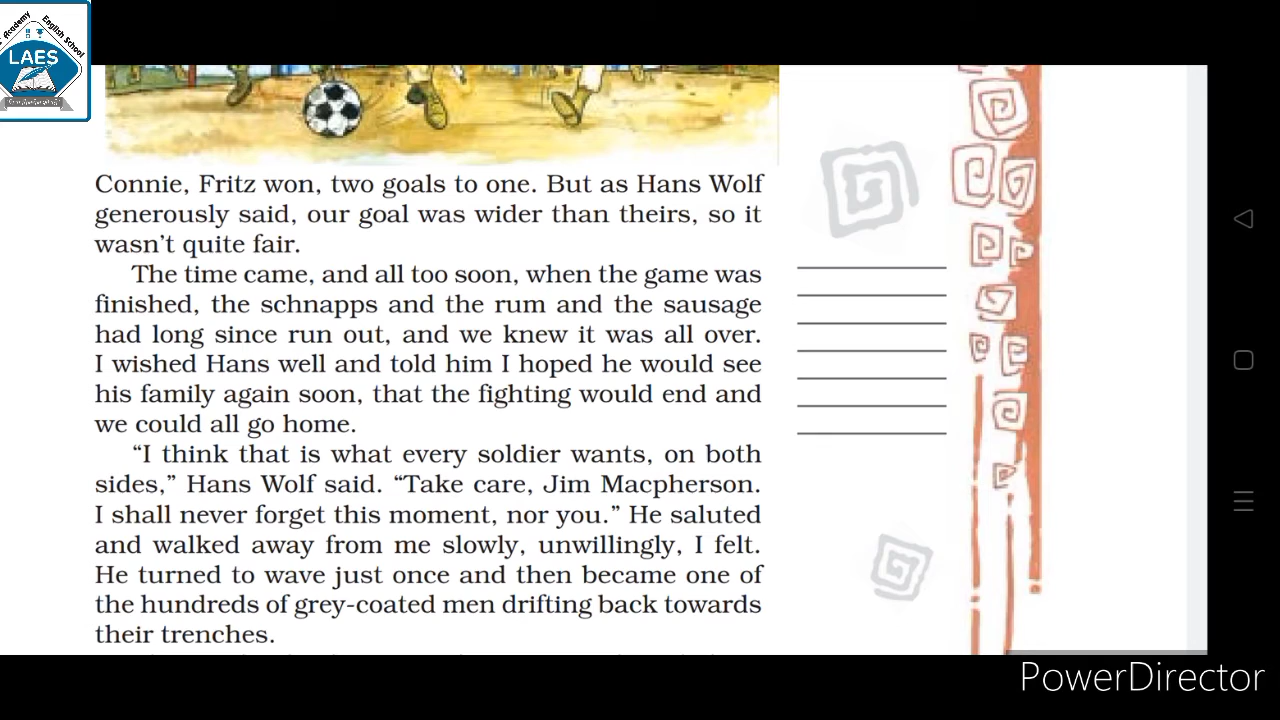 Academy English School
LAES
Connie, Fritz won, two goals to one. But as Hans Wolf
generously said, our goal was wider than theirs, so it
wasn't quite fair.
The time came, and all too soon, when the game was
finished, the schnapps and the rum and the sausage
had long since run out, and we knew it was all over.
I wished Hans well and told him I hoped he would see
his family again soon, that the fighting would end and
we could all go home.
“I think that is what every soldier wants, on both
sides,” Hans Wolf said. “Take care, Jim Macpherson.
I shall never forget this moment, nor you.” He saluted
and walked away from me slowly, unwillingly, I felt.
He turned to wave just once and then became one of
the hundreds of grey-coated men drifting back towards
their trenches.
PowerDirector